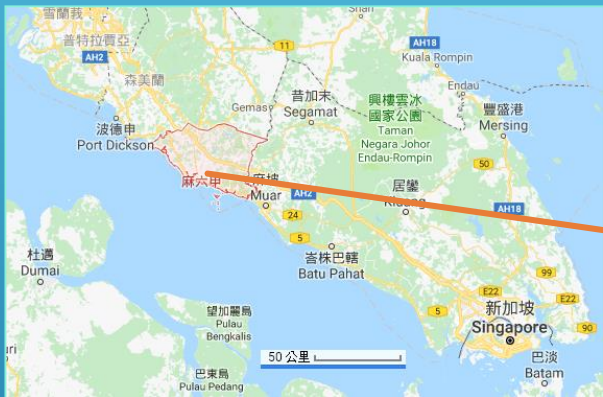 雪蘭莪
普特拉賈亞
AH2
森美蘭
11
AH18
Kuala Rompin
Gemas
昔加末
Segamat
Endau
興樓雲冰
國家公園
Taman
Negara Johor
Endau-Rompin
豐盛港
Mersing
波德申
Port Dickson
50
麻六甲
麻坡
Muar
AH2
24
居鑾
Kluang
AH18
5
峇株巴轄
Batu Pahat
杜邁
Dumai
99
E22
E22
望加麗島
Pulau
Bengkalis
5
新加坡
Singapore
90
50 公里
巴東島
Pulau Pedang
巴淡
Batam